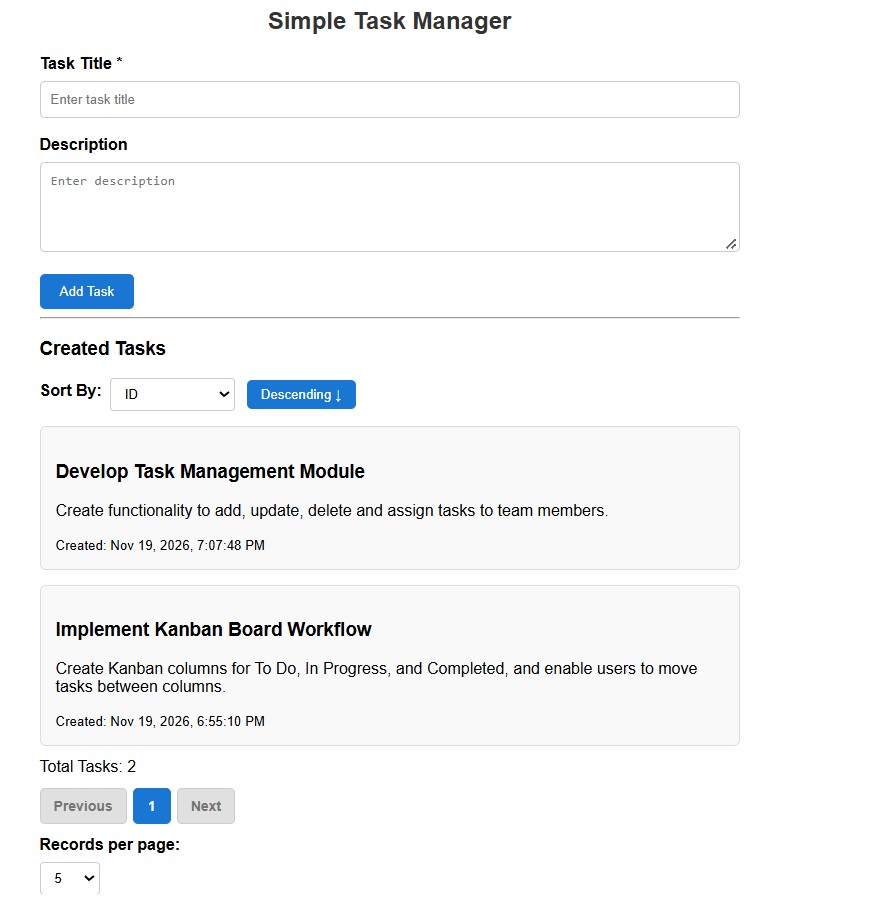 Simple Task Manager
Task Title *
Enter task title
Description
Enter description
Add Task
Created Tasks
Sort By: ID Descending ↓
Develop Task Management Module
Create functionality to add, update, delete and assign tasks to team members.
Created: Nov 19, 2026, 7:07:48 PM
Implement Kanban Board Workflow
Create Kanban columns for To Do, In Progress, and Completed, and enable users to move
tasks between columns.
Created: Nov 19, 2026, 6:55:10 PM
Total Tasks: 2
Previous 1 Next
Records per page:
5